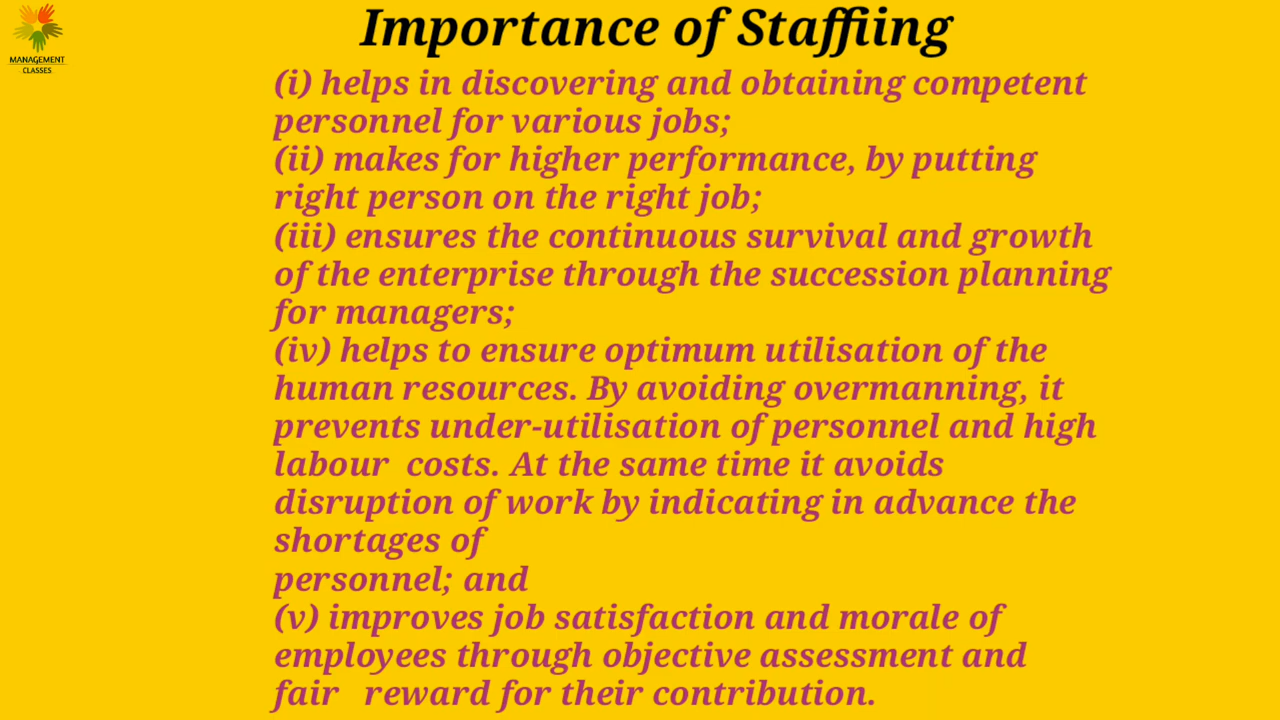 Importance of Staffiing
MANAGEMENT
CLASSES
(i) helps in discovering and obtaining competent
personnel for various jobs;
(ii) makes for higher performance, by putting
right person on the right job;
(iii) ensures the continuous survival and growth
of the enterprise through the succession planning
for managers;
(iv) helps to ensure optimum utilisation of the
human resources. By avoiding overmanning, it
prevents under-utilisation of personnel and high
labour  costs. At the same time it avoids
disruption of work by indicating in advance the
shortages of
personnel; and
(v) improves job satisfaction and morale of
employees through objective assessment and
fair   reward for their contribution.